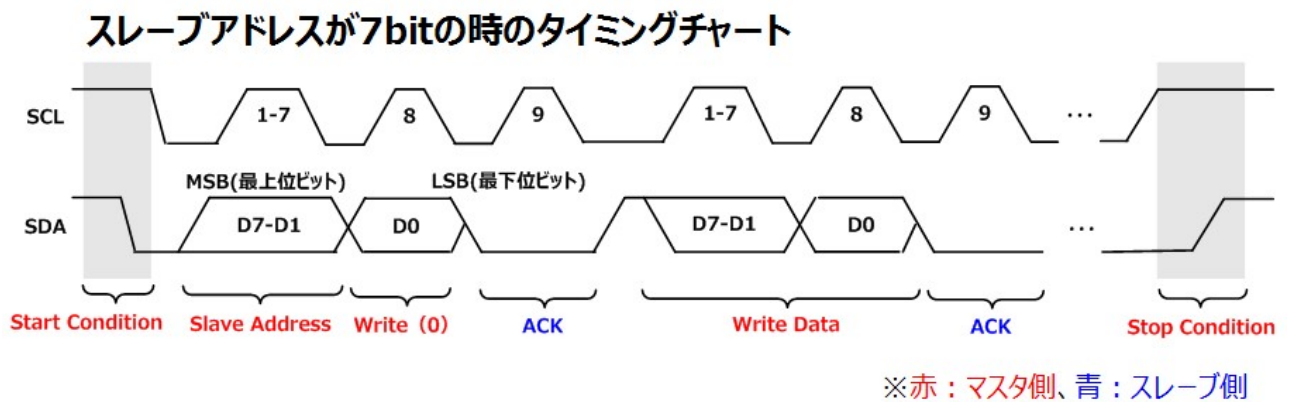 スレーブアドレスが7bitの時のタイミングチャート
SCL 1-7 8 9 1-7 8 9 ···
MSB(最上位ビット) LSB(最下位ビット)
SDA D7-D1 D0 D7-D1 D0 ···
Start Condition Slave Address Write（0） ACK Write Data ACK Stop Condition
※赤：マスタ側、青：スレーブ側